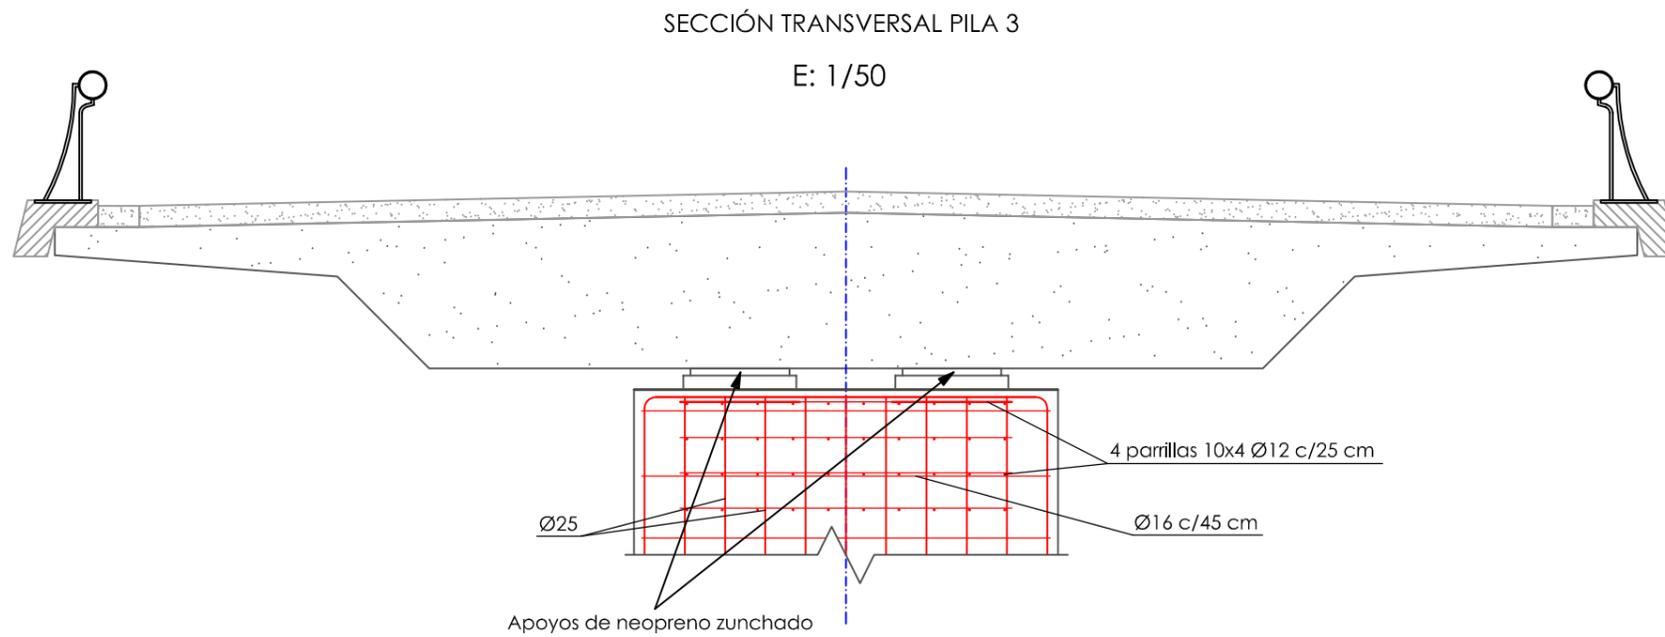 SECCIÓN TRANSVERSAL PILA 3
E: 1/50
4 parrillas 10x4 Ø12 c/25 cm
Ø25
Ø16 c/45 cm
Apoyos de neopreno zunchado